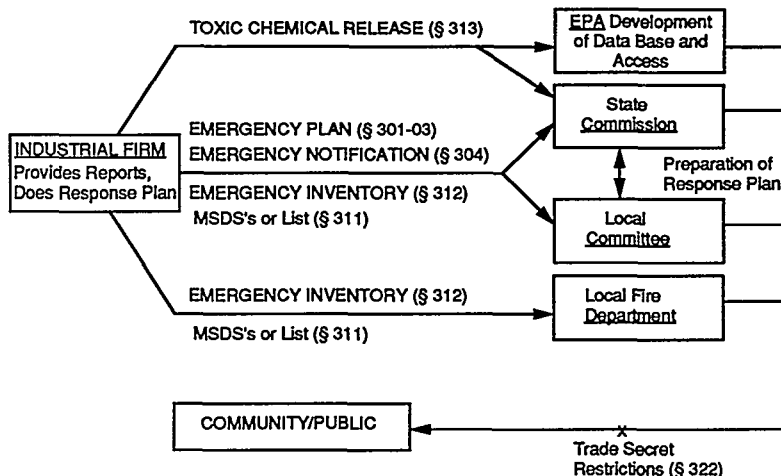 TOXIC CHEMICAL RELEASE (§ 313)
EPA Development
of Data Base and
Access
State
Commission
EMERGENCY PLAN (§ 301-03)
EMERGENCY NOTIFICATION (§ 304)
INDUSTRIAL FIRM
Provides Reports,
Does Response Plan
Preparation of
Response Plan
EMERGENCY INVENTORY (§ 312)
MSDS's or List (§ 311)
Local
Committee
EMERGENCY INVENTORY (§ 312)
MSDS's or List (§ 311)
Local Fire
Department
COMMUNITY/PUBLIC
x
Trade Secret
Restrictions (§ 322)